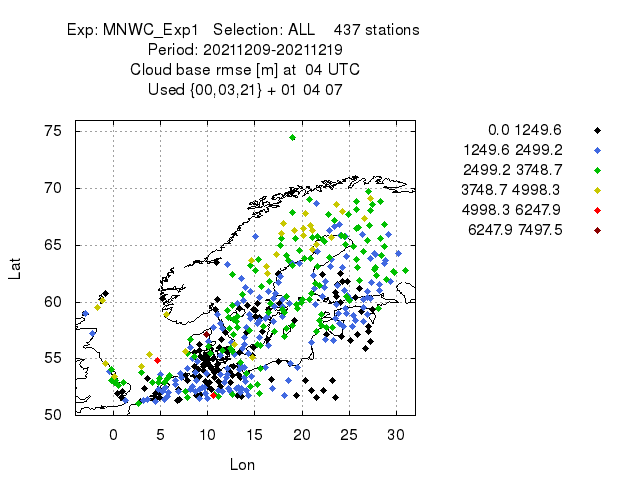 Exp: MNWC_Exp1 Selection: ALL 437 stations
Period: 20211209-20211219
Cloud base rmse [m] at 04 UTC
Used {00,03,21} + 01 04 07
0.0 1249.6
1249.6 2499.2
2499.2 3748.7
3748.7 4998.3
4998.3 6247.9
6247.9 7497.5
75
70
65
60
55
50
Lat
0 5 10 15 20 25 30
Lon